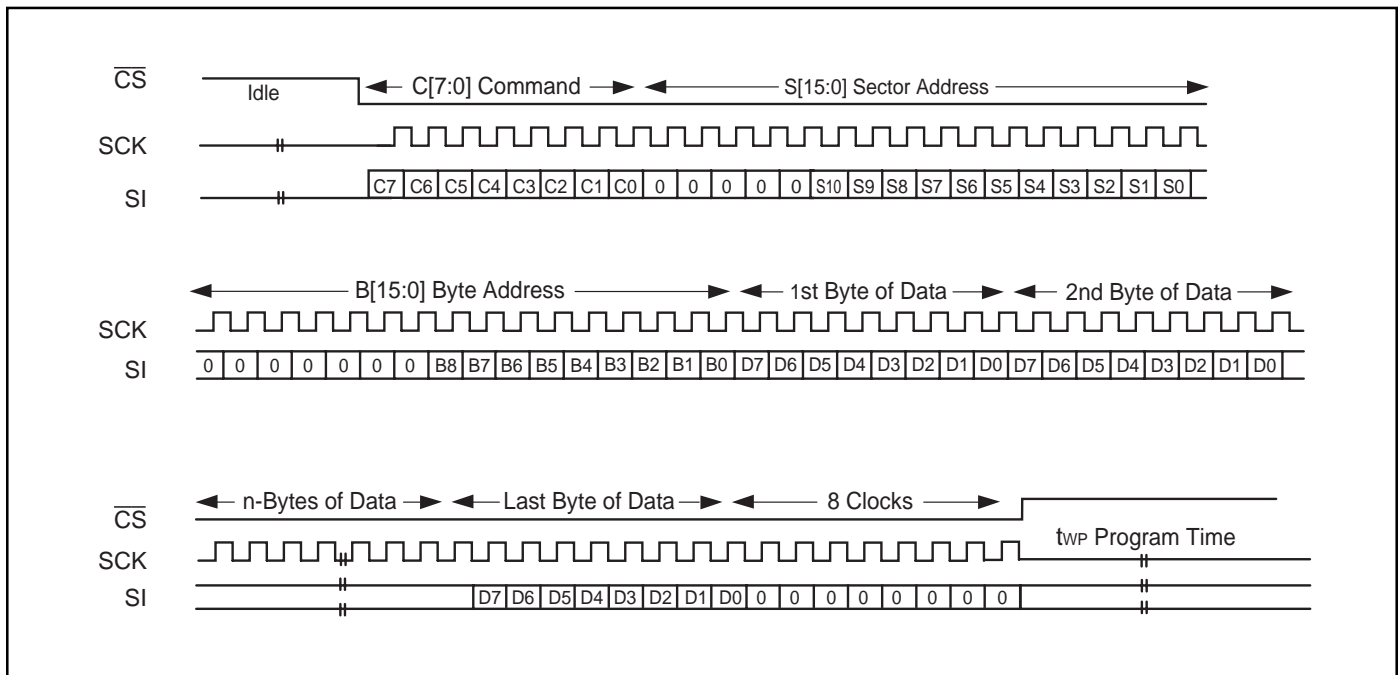 CS Idle C[7:0] Command S[15:0] Sector Address
SCK
SI C7 C6 C5 C4 C3 C2 C1 C0 0 0 0 0 0 S10 S9 S8 S7 S6 S5 S4 S3 S2 S1 S0
B[15:0] Byte Address 1st Byte of Data 2nd Byte of Data
SCK
SI 0 0 0 0 0 0 0 B8 B7 B6 B5 B4 B3 B2 B1 B0 D7 D6 D5 D4 D3 D2 D1 D0 D7 D6 D5 D4 D3 D2 D1 D0
n-Bytes of Data Last Byte of Data 8 Clocks
CS
SCK tWP Program Time
SI D7 D6 D5 D4 D3 D2 D1 D0 0 0 0 0 0 0 0 0